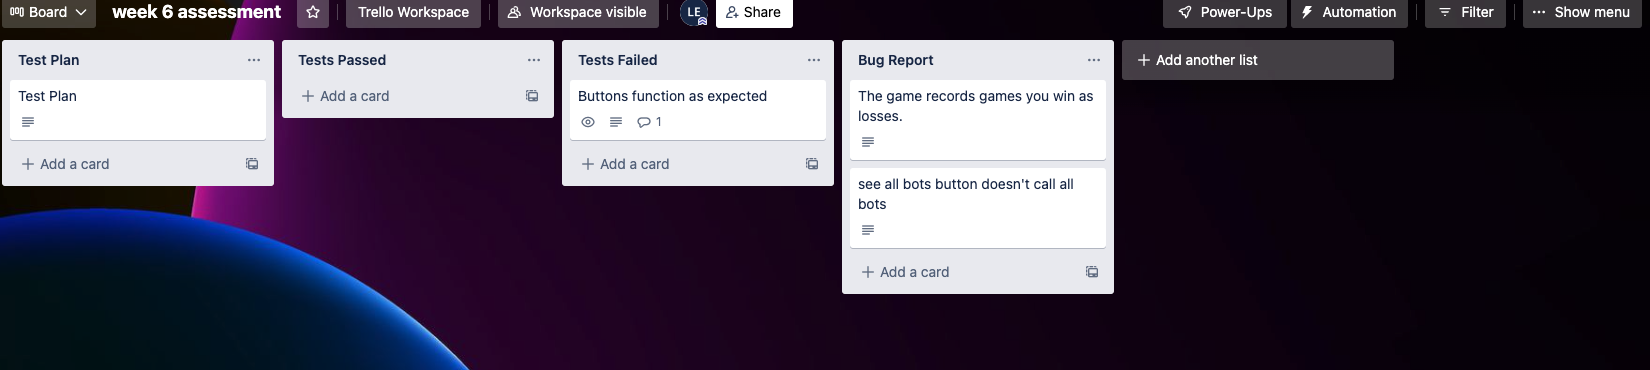 Board
week 6 assessment
Trello Workspace
Workspace visible
LE
Share
Power-Ups
Automation
Filter
Show menu
Test Plan
Test Plan
Add a card
Tests Passed
Add a card
Tests Failed
Buttons function as expected
1
Add a card
Bug Report
The game records games you win as
losses.
see all bots button doesn't call all
bots
Add a card
Add another list